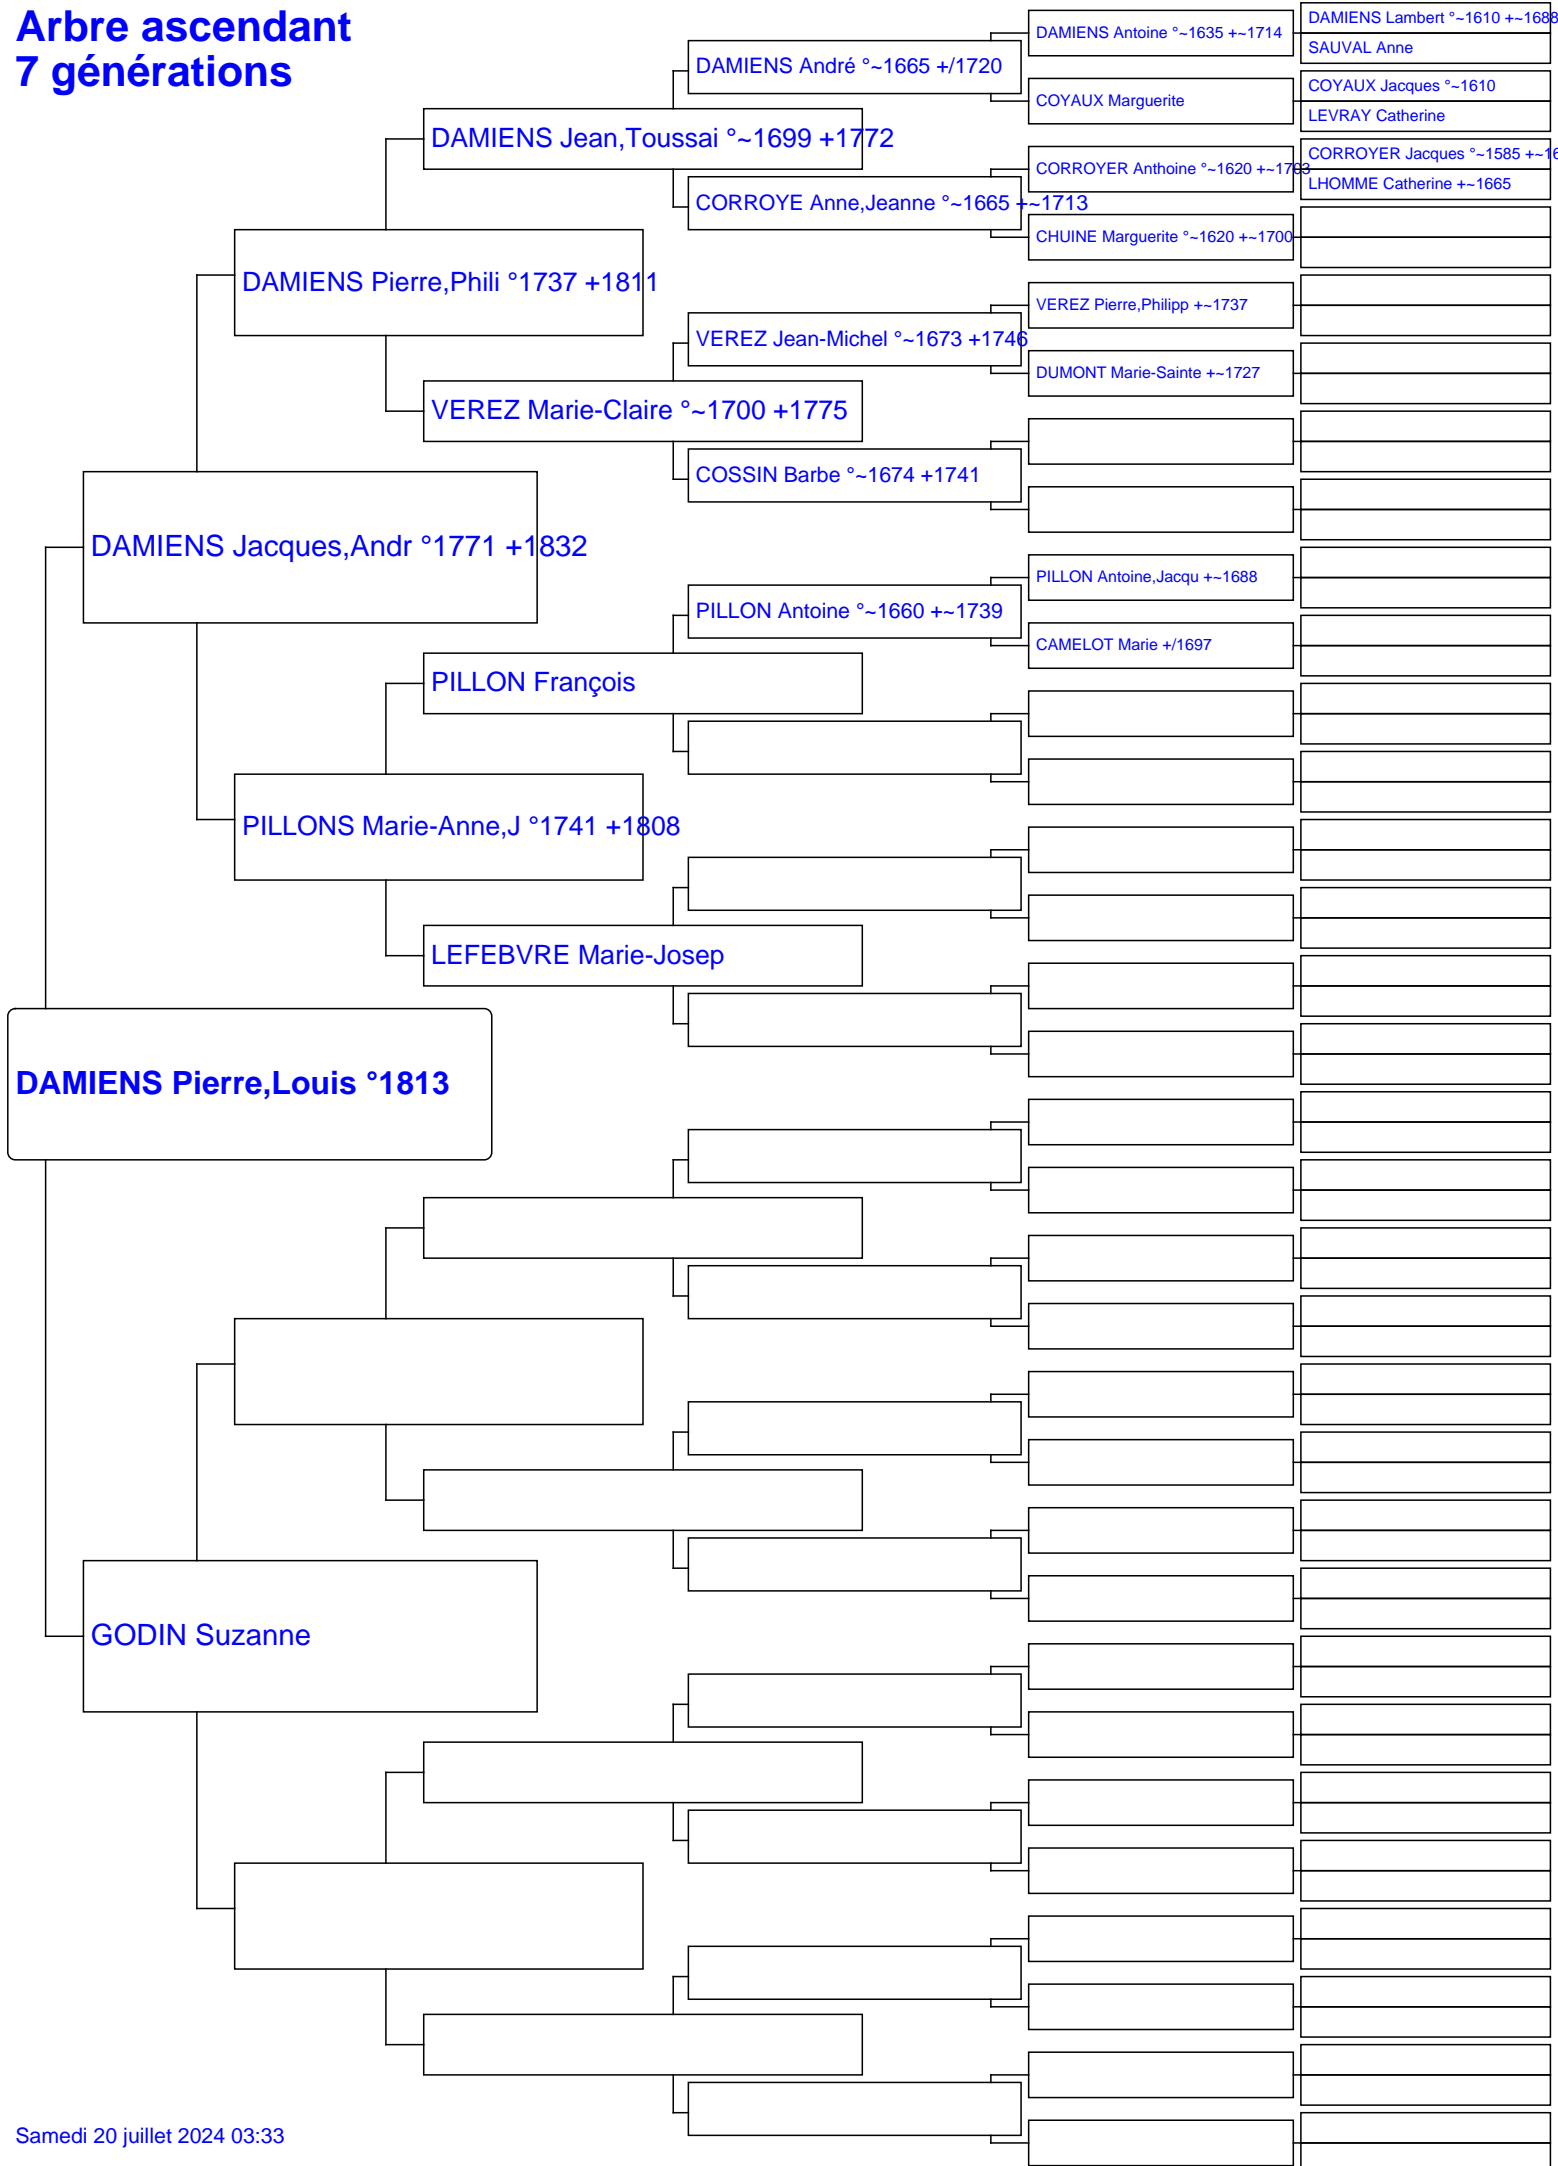 Arbre ascendant
7 générations
DAMIENS Lambert °~1610 +~1688
DAMIENS Antoine °~1635 +~1714
SAUVAL Anne
DAMIENS André °~1665 +/1720
COYAUX Jacques °~1610
COYAUX Marguerite
LEVRAY Catherine
DAMIENS Jean,Toussai °~1699 +1772
CORROYER Jacques °~1585 +~16
CORROYER Anthoine °~1620 +~1703
LHOMME Catherine +~1665
CORROYE Anne,Jeanne °~1665 +~1713
CHUINE Marguerite °~1620 +~1700
DAMIENS Pierre,Phili °1737 +1811
VEREZ Pierre,Philipp +~1737
VEREZ Jean-Michel °~1673 +1746
DUMONT Marie-Sainte +~1727
VEREZ Marie-Claire °~1700 +1775
COSSIN Barbe °~1674 +1741
DAMIENS Jacques,Andr °1771 +1832
PILLON Antoine,Jacqu +~1688
PILLON Antoine °~1660 +~1739
CAMELOT Marie +/1697
PILLON François
PILLONS Marie-Anne,J °1741 +1808
LEFEBVRE Marie-Josep
DAMIENS Pierre,Louis °1813
GODIN Suzanne
Samedi 20 juillet 2024 03:33